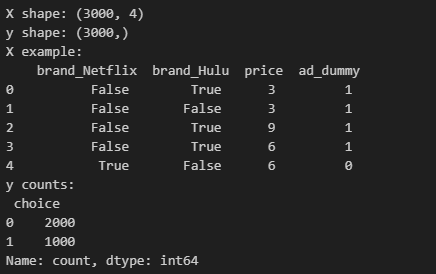 X shape: (3000, 4)
y shape: (3000,)
X example:
brand_Netflix brand_Hulu price ad_dummy
0 False True 3 1
1 False False 3 1
2 False True 9 1
3 False True 6 1
4 True False 6 0
y counts:
choice
0 2000
1 1000
Name: count, dtype: int64